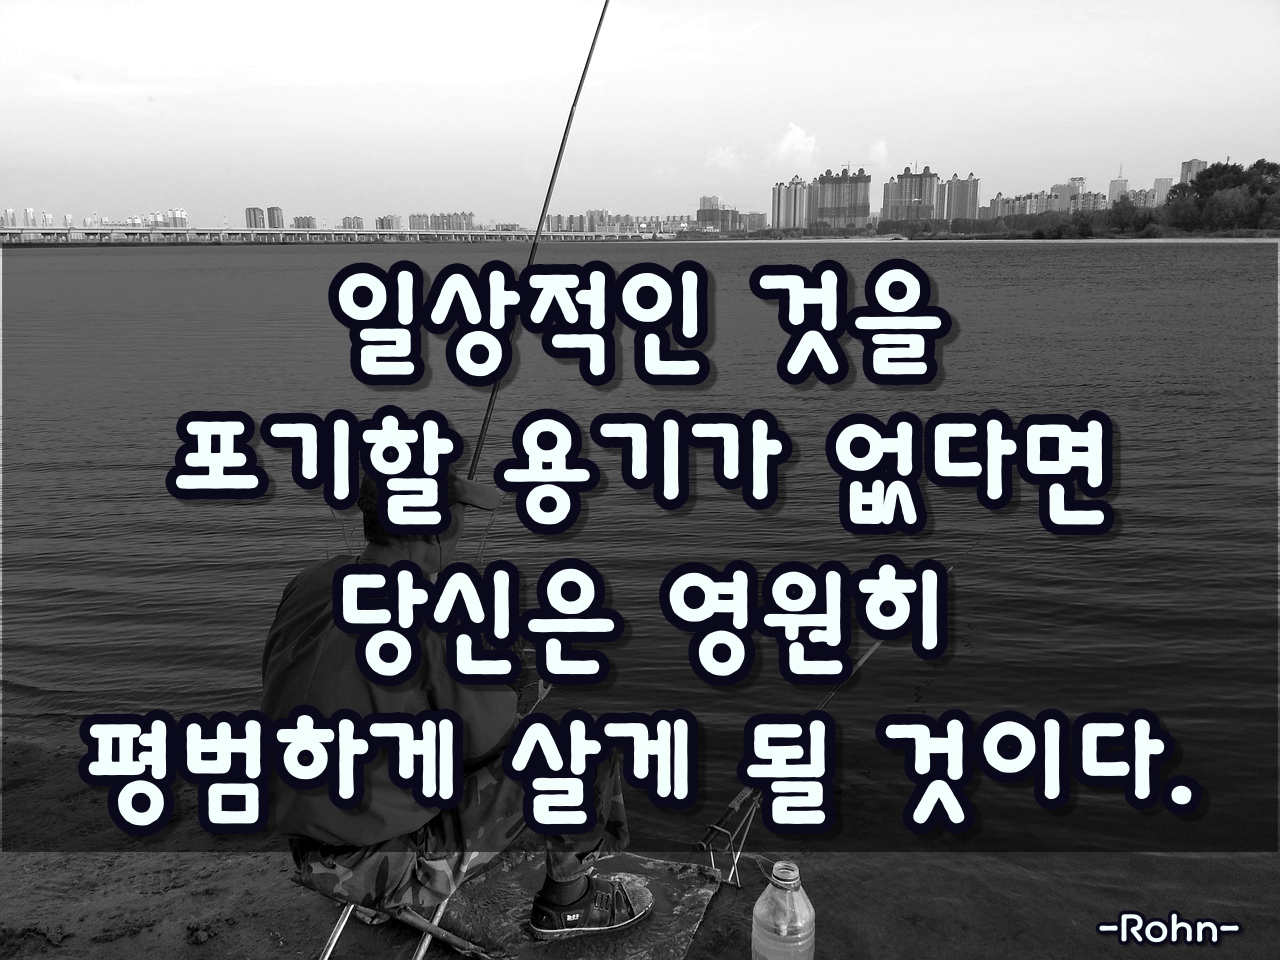 일상적인 것을
포기할 용기가 없다면
당신은 영원히
평범하게 살게 될 것이다.
-Rohn-